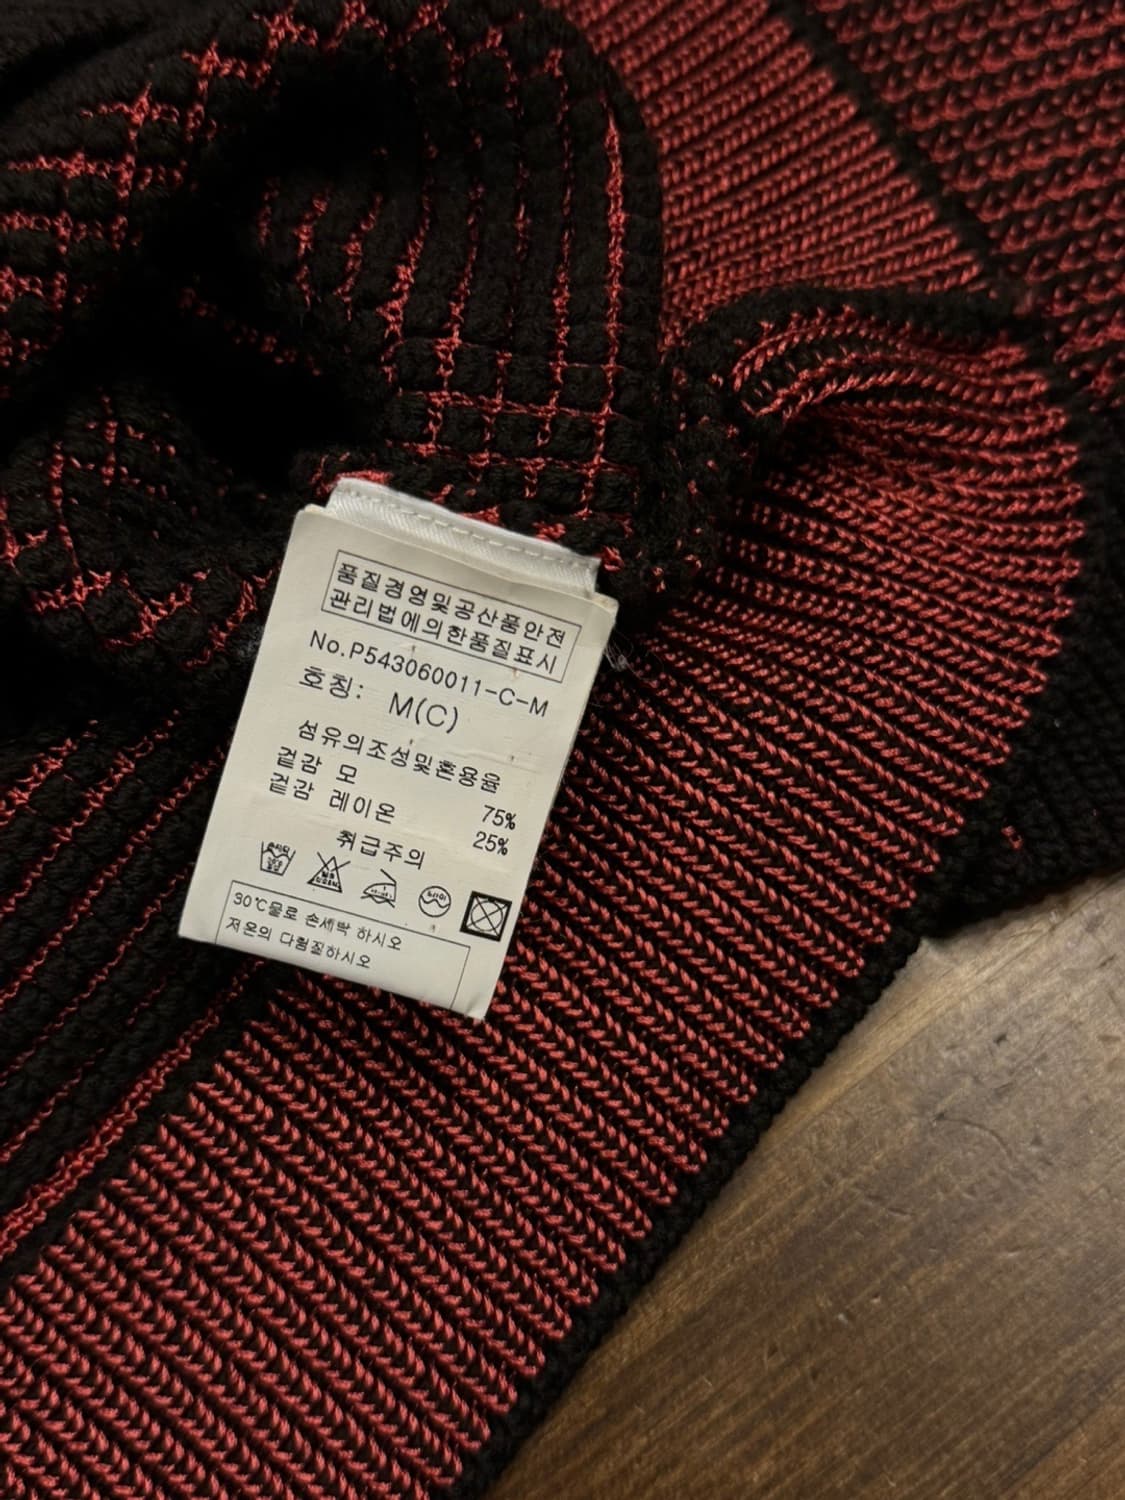 품질경영및공산품안전
관리법에의한품질표시
No.P543060011-C-M
호칭: M(C)
섬유의조성및혼용율
겉감 모 75%
겉감 레이온 25%
취급주의
30℃물로 손세탁 하시오
저온의 다림질하시오